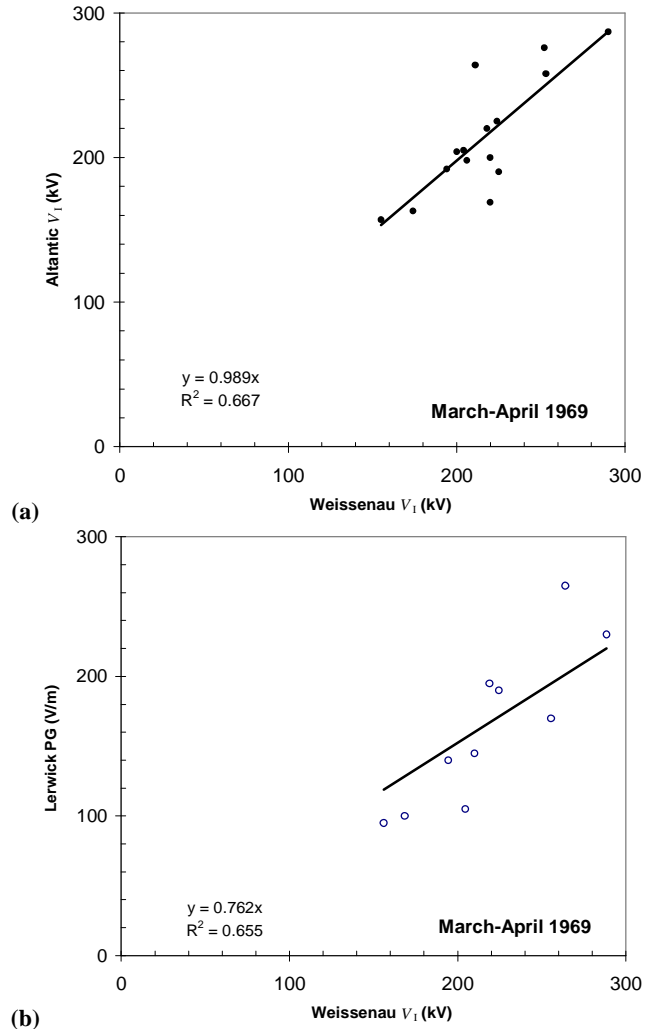 300
200
100
0
Altantic V_I (kV)
y = 0.989x
R² = 0.667
March-April 1969
0 100 200 300
Weissenau V_I (kV)
(a)
300
200
100
0
Lerwick PG (V/m)
y = 0.762x
R² = 0.655
March-April 1969
0 100 200 300
Weissenau V_I (kV)
(b)